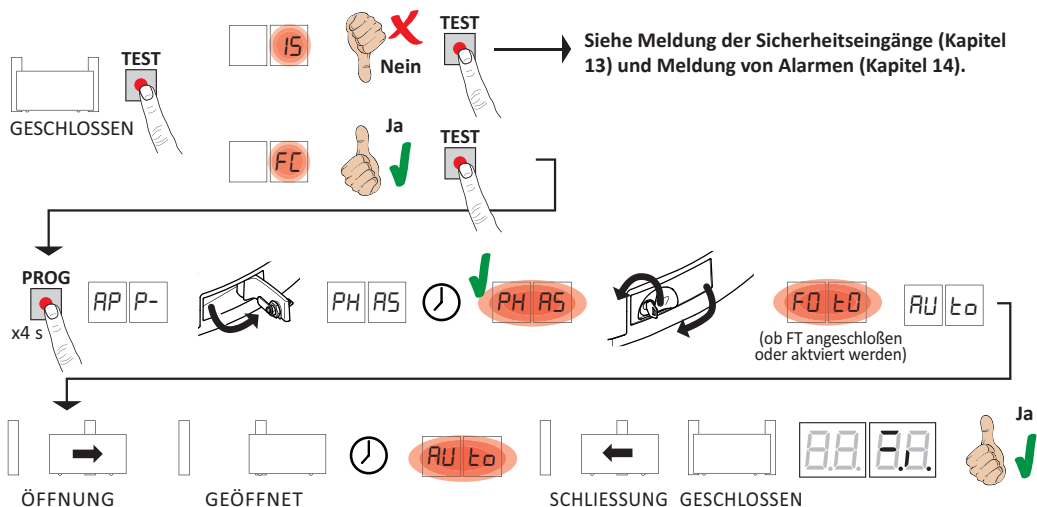 TEST
GESCHLOSSEN
15
Nein
TEST
Siehe Meldung der Sicherheitseingänge (Kapitel
13) und Meldung von Alarmen (Kapitel 14).
FC
Ja
TEST
PROG
x4 s
AP P-
PH AS
PH AS
FO tO
(ob FT angeschloßen
oder aktviert werden)
AU to
ÖFFNUNG
GEÖFFNET
AU to
SCHLIESSUNG
GESCHLOSSEN
Ja